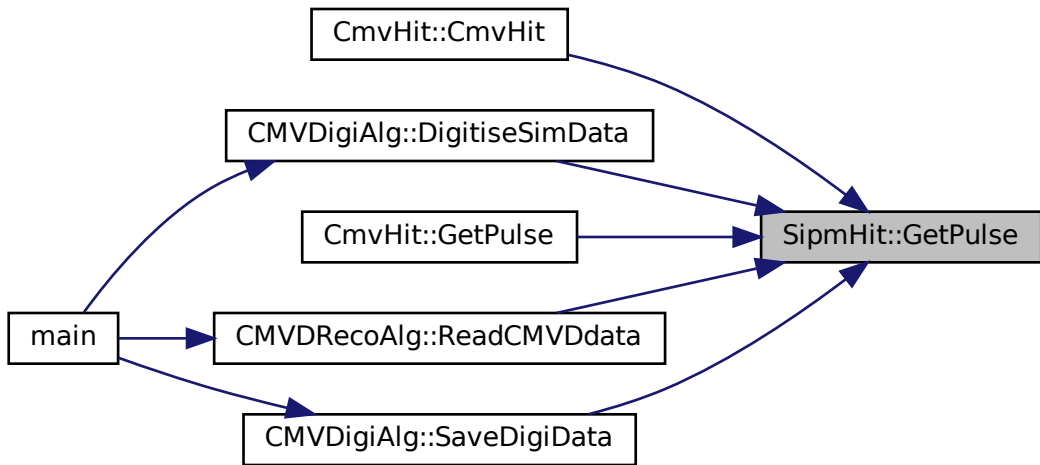 CmvHit::CmvHit
CMVDigiAlg::DigitiseSimData
CmvHit::GetPulse
SipmHit::GetPulse
main
CMVDRecoAlg::ReadCMVDdata
CMVDigiAlg::SaveDigiData